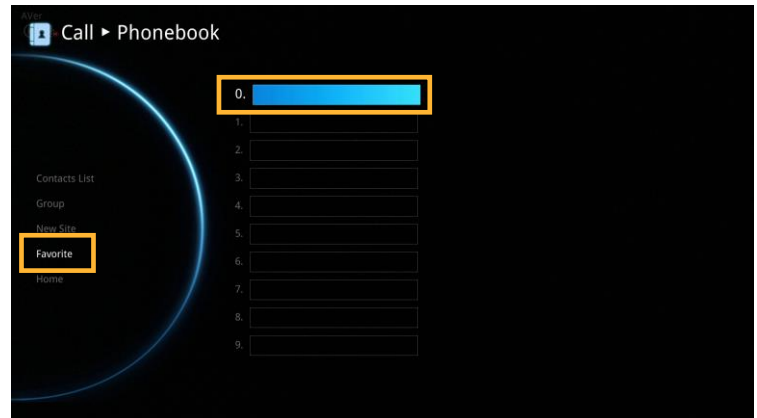 AVer
Call ▸ Phonebook
Contacts List
Group
New Site
Favorite
Home
0.
1.
2.
3.
4.
5.
6.
7.
8.
9.